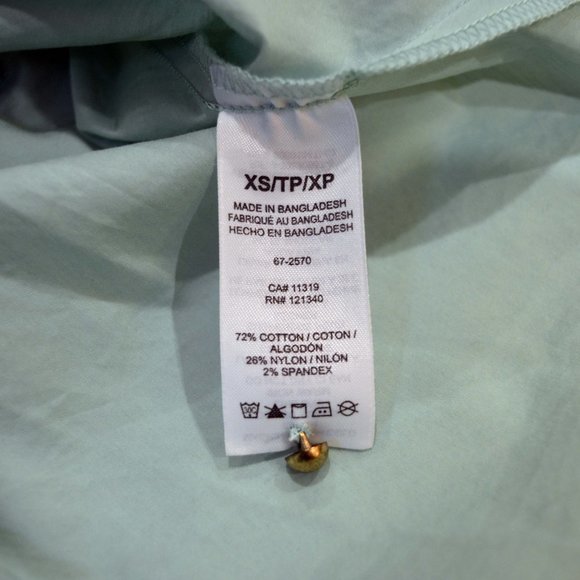 XS/TP/XP
MADE IN BANGLADESH
FABRIQUÉ AU BANGLADESH
HECHO EN BANGLADESH
67-2570
CA# 11319
RN# 121340
72% COTTON / COTON /
ALGODÓN
26% NYLON / NILÓN
2% SPANDEX
30C